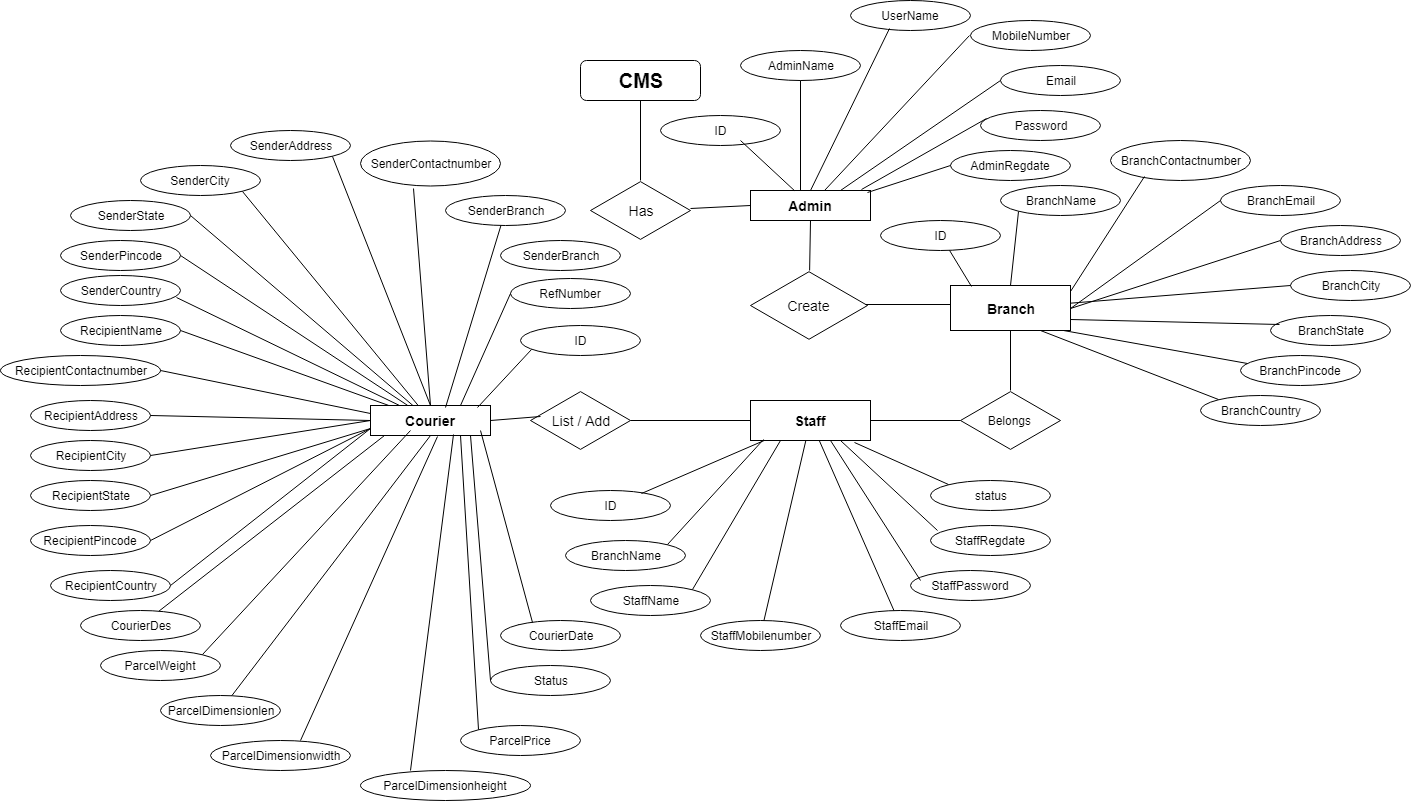 UserName
MobileNumber
AdminName
CMS
Email
ID
Password
SenderAddress
SenderContactnumber
AdminRegdate
BranchContactnumber
SenderCity
BranchName
BranchEmail
Admin
Has
SenderBranch
SenderState
ID
BranchAddress
SenderPincode
SenderBranch
SenderCountry
RefNumber
BranchCity
Create
Branch
RecipientName
BranchState
ID
RecipientContactnumber
BranchPincode
RecipientAddress
BranchCountry
Courier
List / Add
Staff
Belongs
RecipientCity
RecipientState
status
ID
RecipientPincode
StaffRegdate
BranchName
RecipientCountry
StaffPassword
StaffName
CourierDes
StaffEmail
CourierDate
StaffMobilenumber
ParcelWeight
Status
ParcelDimensionlen
ParcelPrice
ParcelDimensionwidth
ParcelDimensionheight